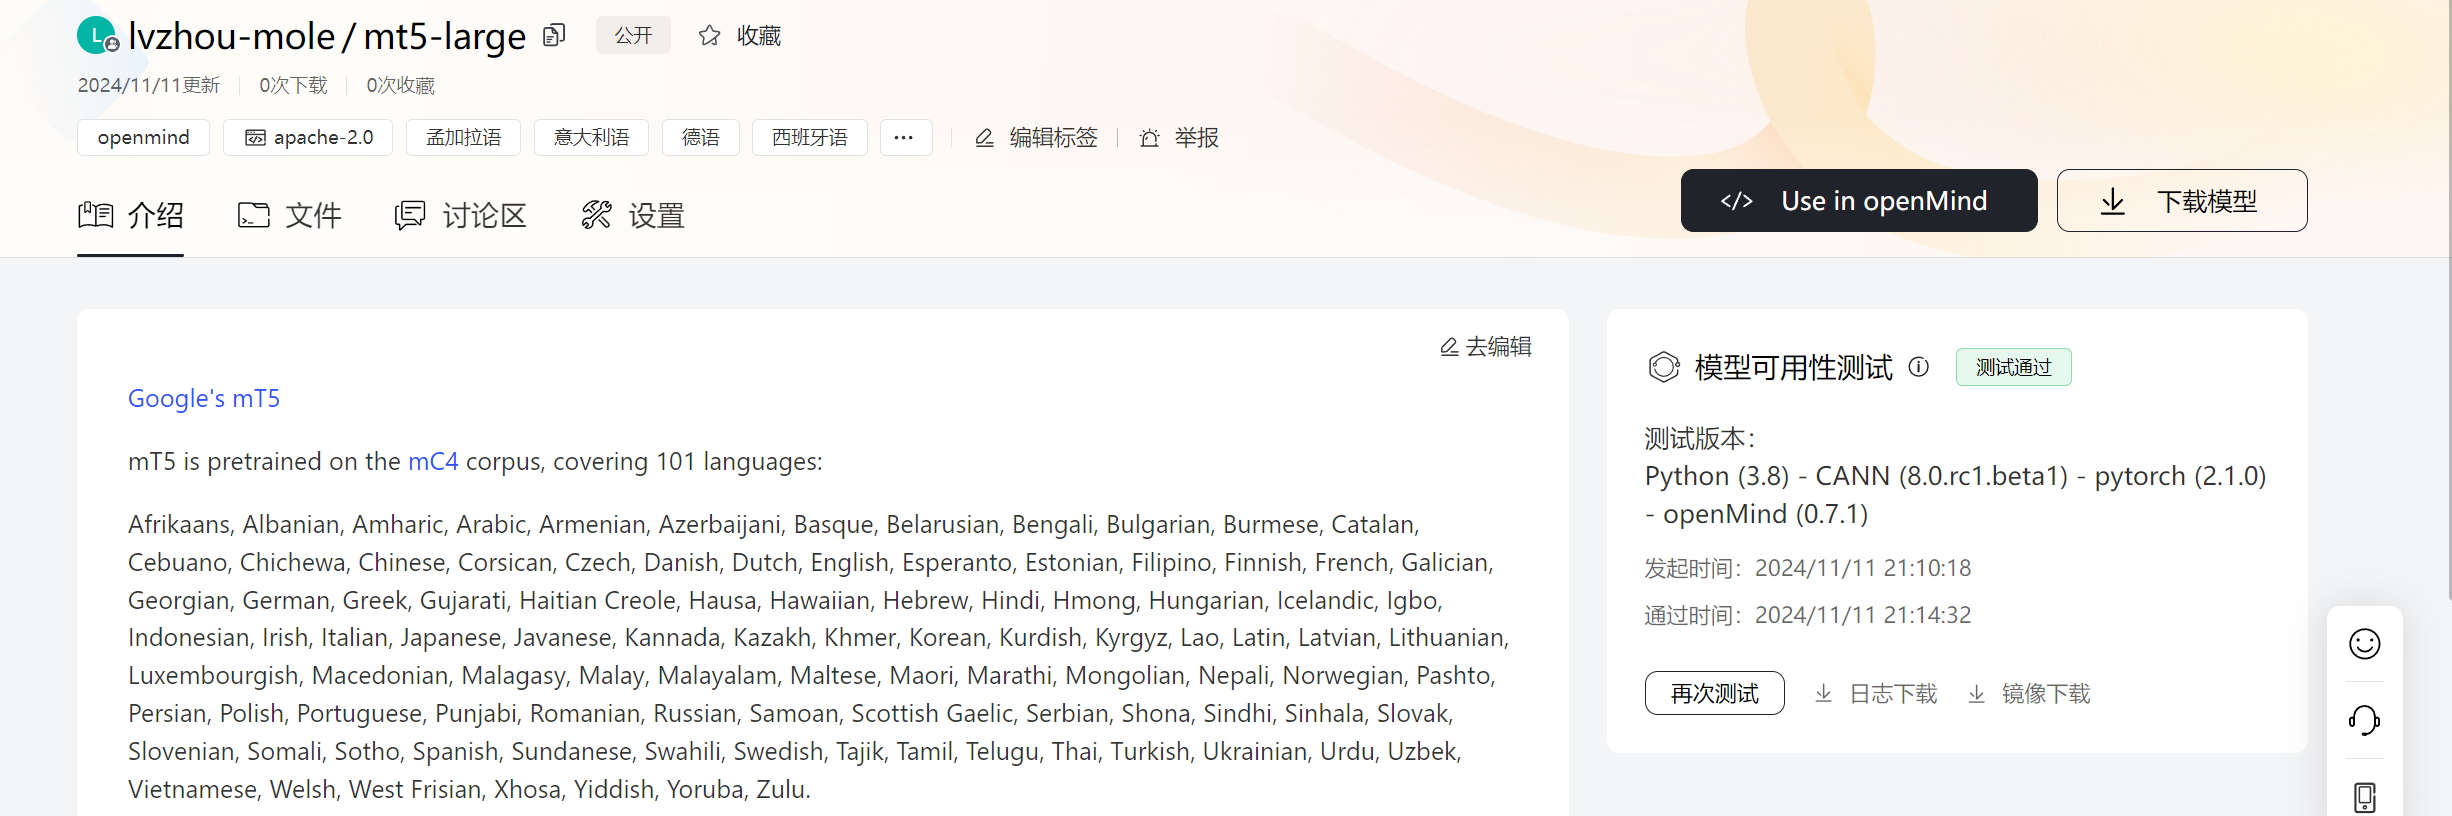 L lvzhou-mole / mt5-large 公开 收藏
2024/11/11更新 0次下载 0次收藏
openmind apache-2.0 孟加拉语 意大利语 德语 西班牙语 ... 编辑标签 举报
介绍 文件 讨论区 设置 </> Use in openMind 下载模型
去编辑
Google's mT5
mT5 is pretrained on the mC4 corpus, covering 101 languages:
Afrikaans, Albanian, Amharic, Arabic, Armenian, Azerbaijani, Basque, Belarusian, Bengali, Bulgarian, Burmese, Catalan,
Cebuano, Chichewa, Chinese, Corsican, Czech, Danish, Dutch, English, Esperanto, Estonian, Filipino, Finnish, French, Galician,
Georgian, German, Greek, Gujarati, Haitian Creole, Hausa, Hawaiian, Hebrew, Hindi, Hmong, Hungarian, Icelandic, Igbo,
Indonesian, Irish, Italian, Japanese, Javanese, Kannada, Kazakh, Khmer, Korean, Kurdish, Kyrgyz, Lao, Latin, Latvian, Lithuanian,
Luxembourgish, Macedonian, Malagasy, Malay, Malayalam, Maltese, Maori, Marathi, Mongolian, Nepali, Norwegian, Pashto,
Persian, Polish, Portuguese, Punjabi, Romanian, Russian, Samoan, Scottish Gaelic, Serbian, Shona, Sindhi, Sinhala, Slovak,
Slovenian, Somali, Sotho, Spanish, Sundanese, Swahili, Swedish, Tajik, Tamil, Telugu, Thai, Turkish, Ukrainian, Urdu, Uzbek,
Vietnamese, Welsh, West Frisian, Xhosa, Yiddish, Yoruba, Zulu.
模型可用性测试 测试通过
测试版本：
Python (3.8) - CANN (8.0.rc1.beta1) - pytorch (2.1.0)
- openMind (0.7.1)
发起时间：2024/11/11 21:10:18
通过时间：2024/11/11 21:14:32
再次测试 日志下载 镜像下载